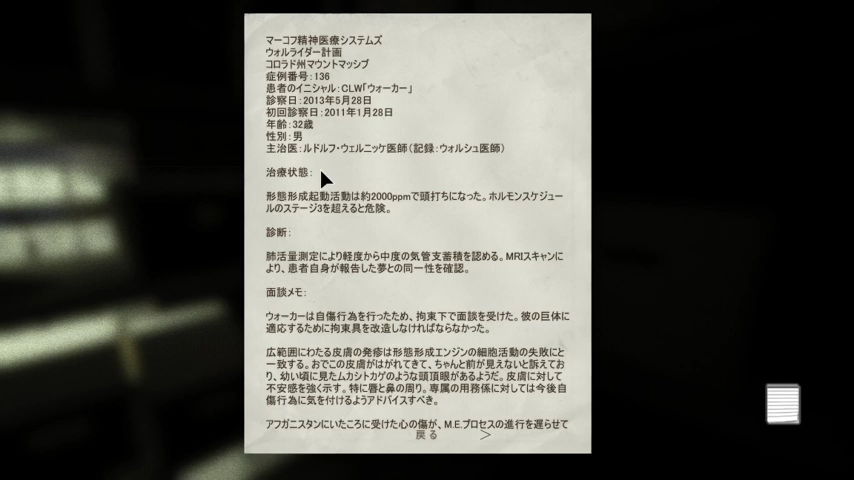 マーコフ精神医療システムズ
ウォルライダー計画
コロラド州マウントマッシブ
症例番号:136
患者のイニシャル:CLW「ウォーカー」
診察日:2013年5月28日
初回診察日:2011年1月28日
年齢:32歳
性別:男
主治医:ルドルフ・ウェルニッケ医師(記録:ウォルシュ医師)
治療状態:
形態形成起動活動は約2000ppmで頭打ちになった。ホルモンスケジュー
ルのステージ3を超えると危険。
診断:
肺活量測定により軽度から中度の気管支蓄積を認める。MRIスキャンに
より、患者自身が報告した夢との同一性を確認。
面談メモ:
ウォーカーは自傷行為を行ったため、拘束下で面談を受けた。彼の巨体に
適応するために拘束具を改造しなければならなかった。
広範囲にわたる皮膚の発疹は形態形成エンジンの細胞活動の失敗にと
一致する。おでこの皮膚がはがれてきて、ちゃんと前が見えないと訴えてお
り、幼い頃に見たムカシトカゲのような頭頂眼があるようだ。皮膚に対して
不安感を強く示す。特に唇と鼻の周り。専属の用務係に対しては今後自
傷行為に気を付けるようアドバイスすべき。
アフガニスタンにいたころに受けた心の傷が、M.E.プロセスの進行を遅らせて
戻る >